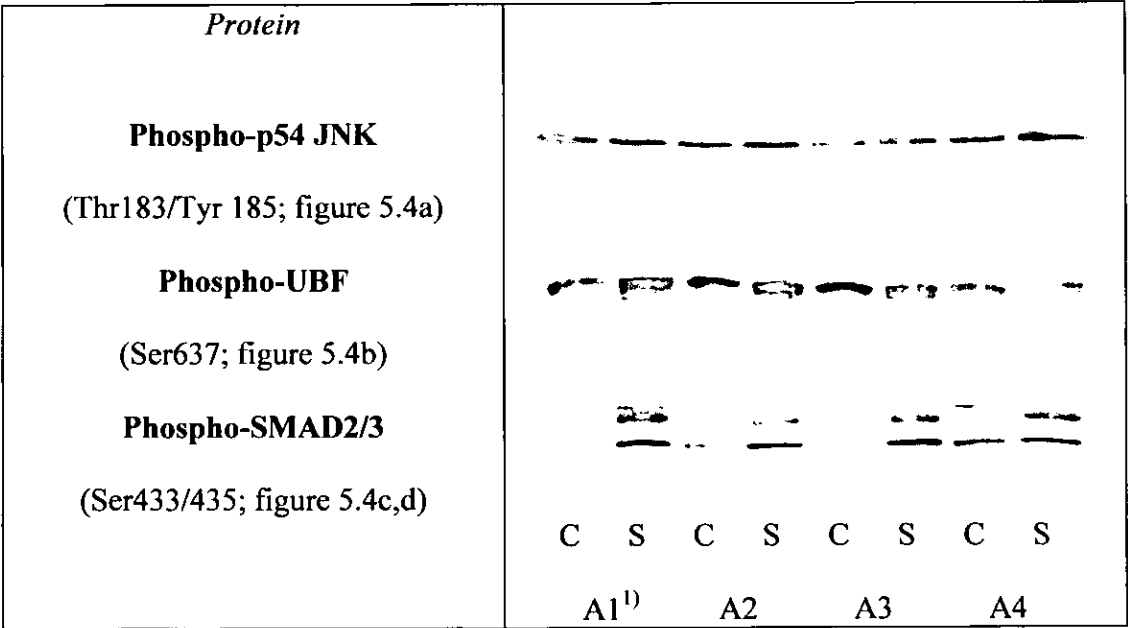 Protein
Phospho-p54 JNK
(Thr183/Tyr 185; figure 5.4a)
Phospho-UBF
(Ser637; figure 5.4b)
Phospho-SMAD2/3
(Ser433/435; figure 5.4c,d)
C S C S C S C S
A1¹⁾ A2 A3 A4